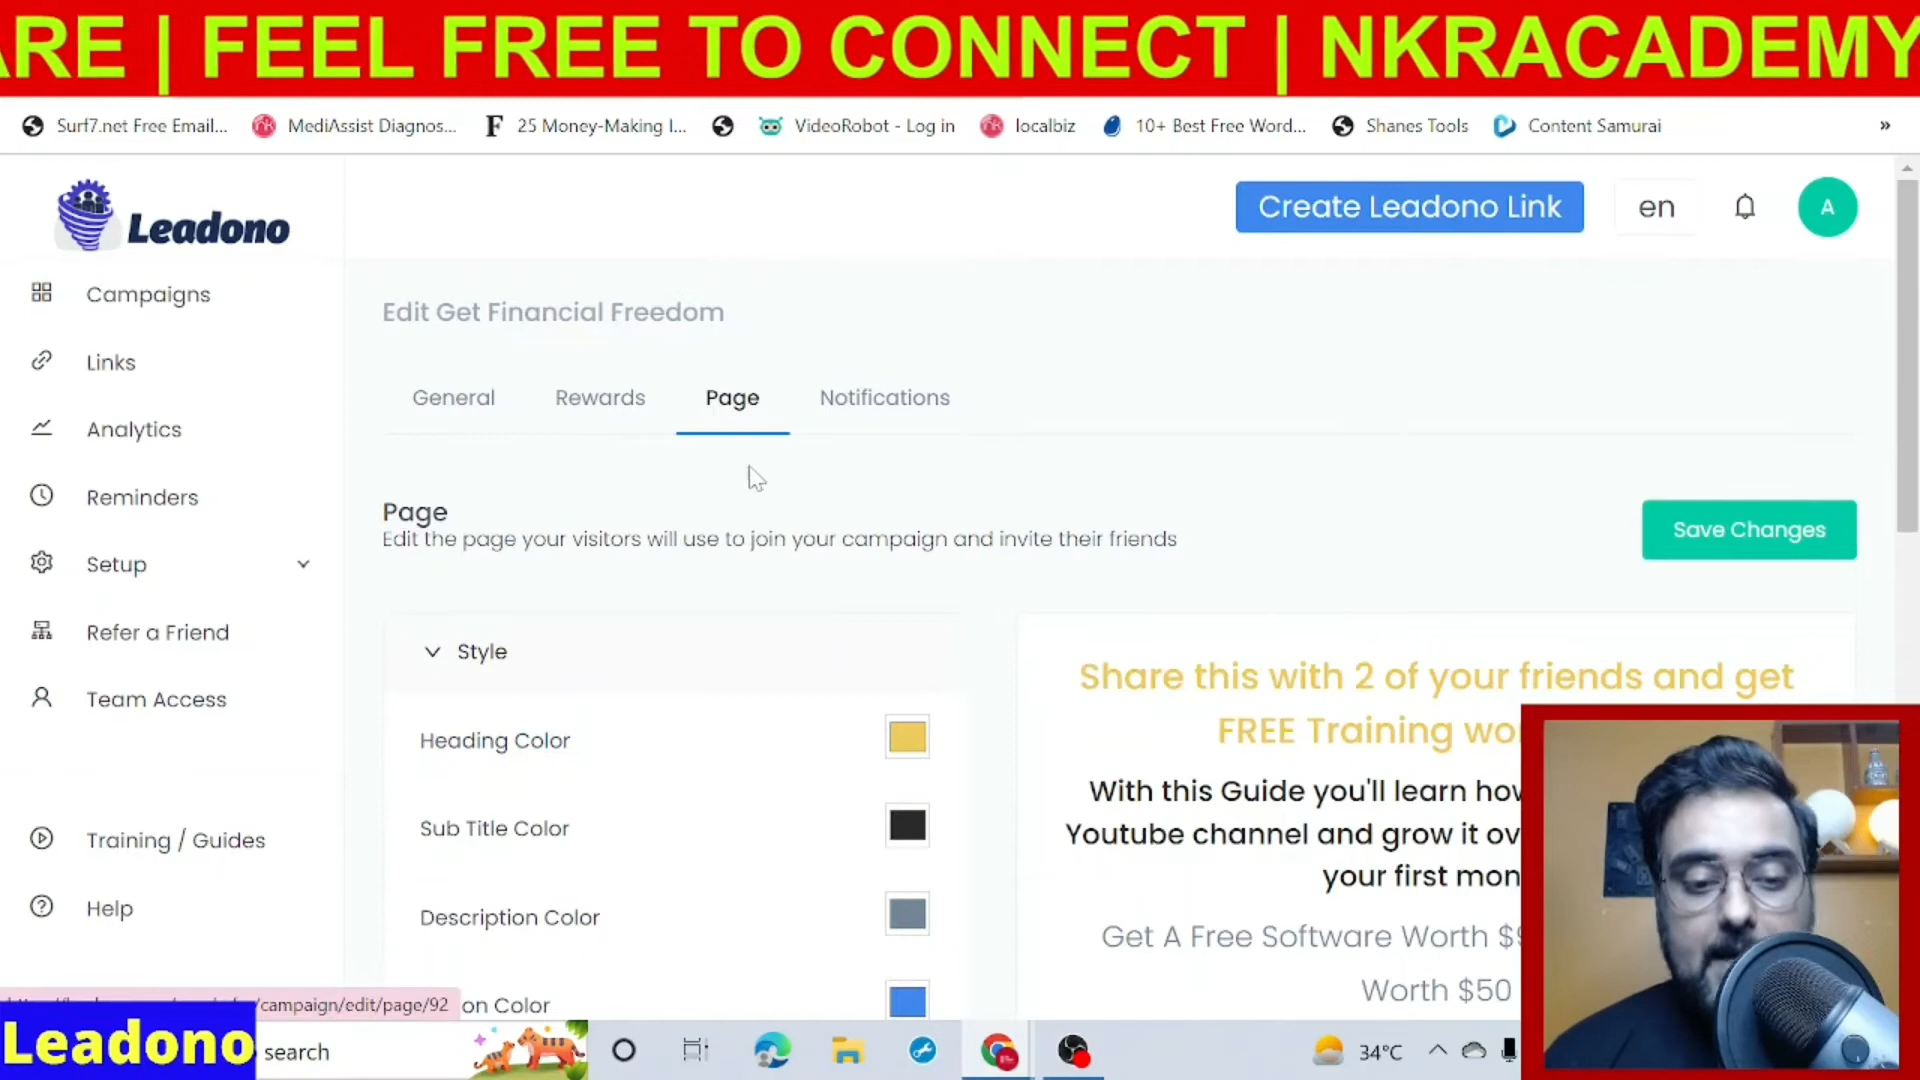 ARE | FEEL FREE TO CONNECT | NKRACADEMY
Surf7.net Free Email... MediAssist Diagnos... 25 Money-Making I... VideoRobot - Log in localbiz 10+ Best Free Word... Shanes Tools Content Samurai »
Leadono
Create Leadono Link
en
A
Campaigns
Links
Analytics
Reminders
Setup
Refer a Friend
Team Access
Training / Guides
Help
Edit Get Financial Freedom
General Rewards Page Notifications
Page
Edit the page your visitors will use to join your campaign and invite their friends
Save Changes
Style
Heading Color
Sub Title Color
Description Color
on Color
Share this with 2 of your friends and get
FREE Training wo
With this Guide you'll learn how
Youtube channel and grow it ov
your first mon
Get A Free Software Worth $9
Worth $50
/campaign/edit/page/92
Leadono
search
34°C